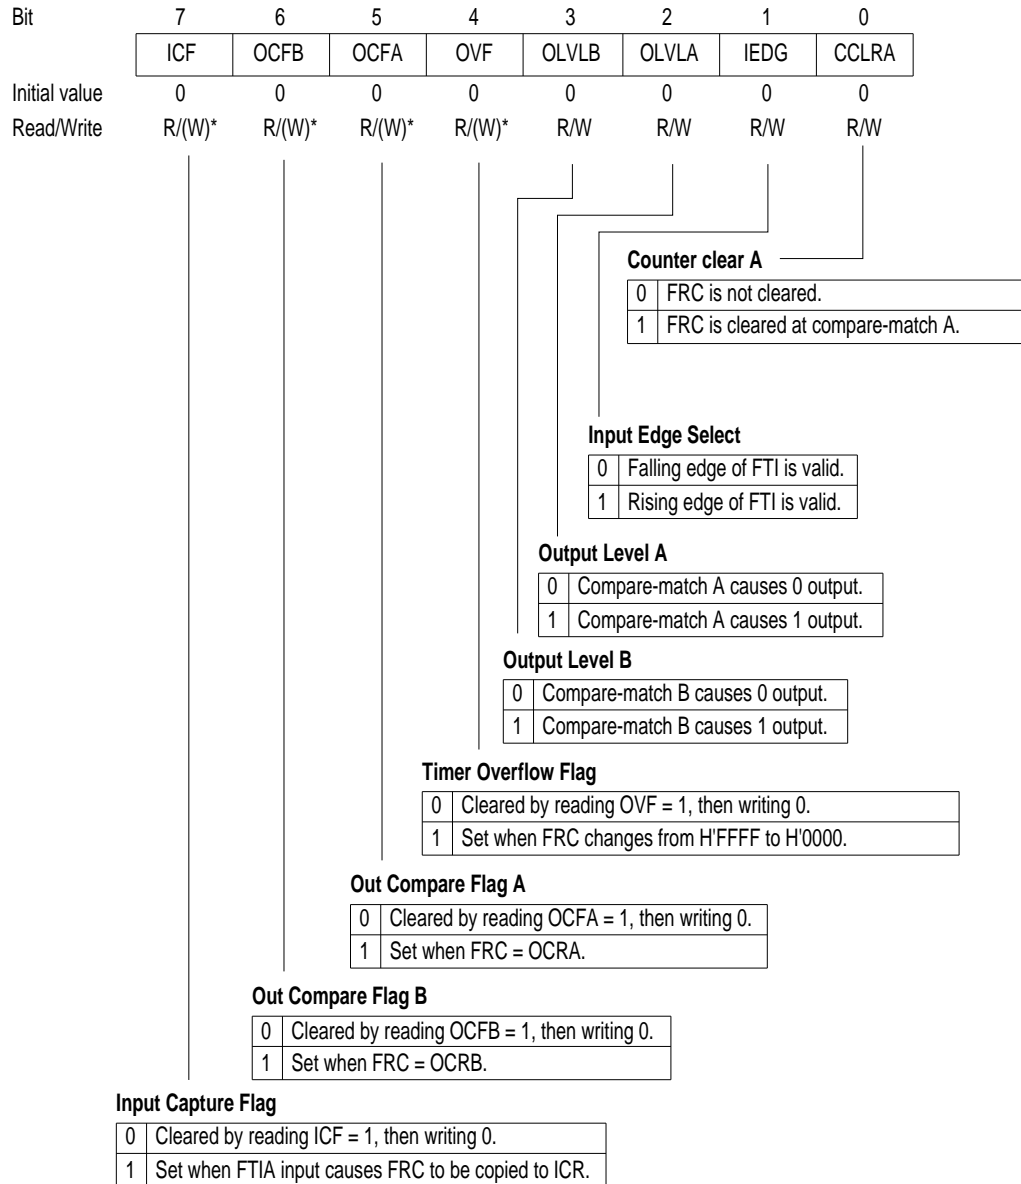 Bit 7 6 5 4 3 2 1 0
ICF OCFB OCFA OVF OLVLB OLVLA IEDG CCLRA
Initial value 0 0 0 0 0 0 0 0
Read/Write R/(W)* R/(W)* R/(W)* R/(W)* R/W R/W R/W R/W
Counter clear A
0 FRC is not cleared.
1 FRC is cleared at compare-match A.
Input Edge Select
0 Falling edge of FTI is valid.
1 Rising edge of FTI is valid.
Output Level A
0 Compare-match A causes 0 output.
1 Compare-match A causes 1 output.
Output Level B
0 Compare-match B causes 0 output.
1 Compare-match B causes 1 output.
Timer Overflow Flag
0 Cleared by reading OVF = 1, then writing 0.
1 Set when FRC changes from H'FFFF to H'0000.
Out Compare Flag A
0 Cleared by reading OCFA = 1, then writing 0.
1 Set when FRC = OCRA.
Out Compare Flag B
0 Cleared by reading OCFB = 1, then writing 0.
1 Set when FRC = OCRB.
Input Capture Flag
0 Cleared by reading ICF = 1, then writing 0.
1 Set when FTIA input causes FRC to be copied to ICR.